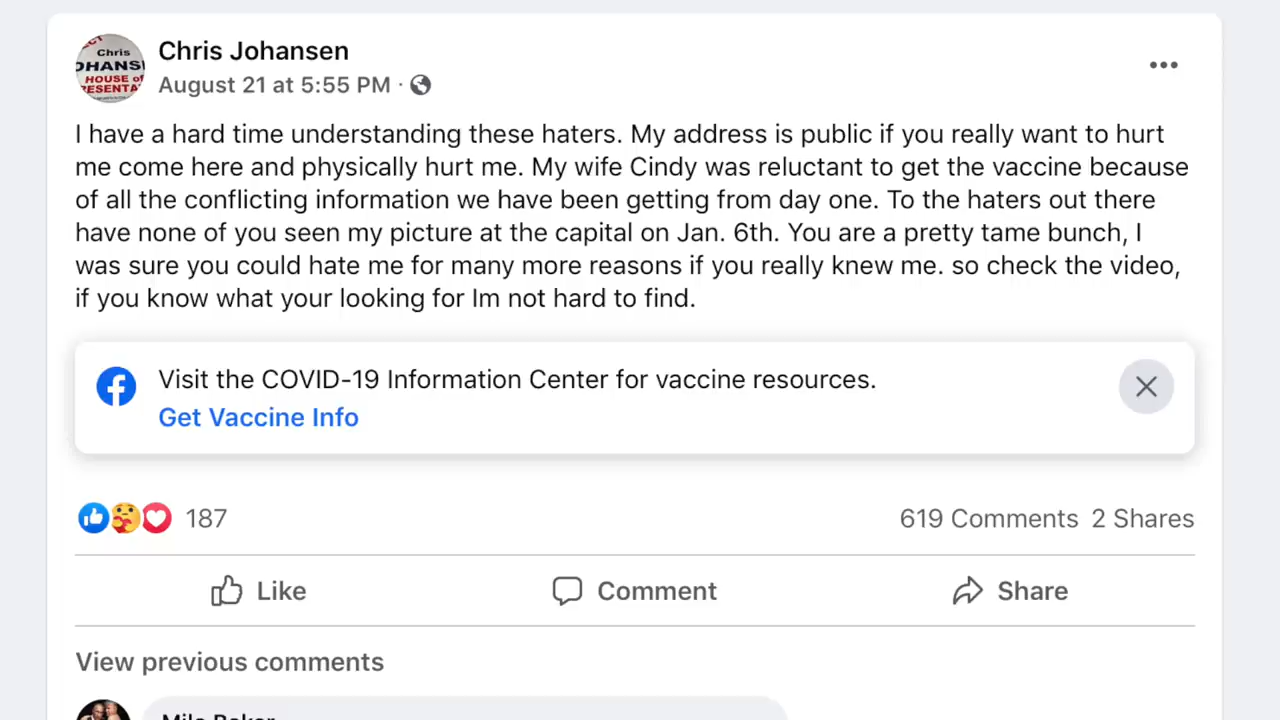 Chris
HOUSE of
Chris Johansen
August 21 at 5:55 PM ·
I have a hard time understanding these haters. My address is public if you really want to hurt
me come here and physically hurt me. My wife Cindy was reluctant to get the vaccine because
of all the conflicting information we have been getting from day one. To the haters out there
have none of you seen my picture at the capital on Jan. 6th. You are a pretty tame bunch, I
was sure you could hate me for many more reasons if you really knew me. so check the video,
if you know what your looking for Im not hard to find.
Visit the COVID-19 Information Center for vaccine resources.
Get Vaccine Info
187
619 Comments 2 Shares
Like
Comment
Share
View previous comments